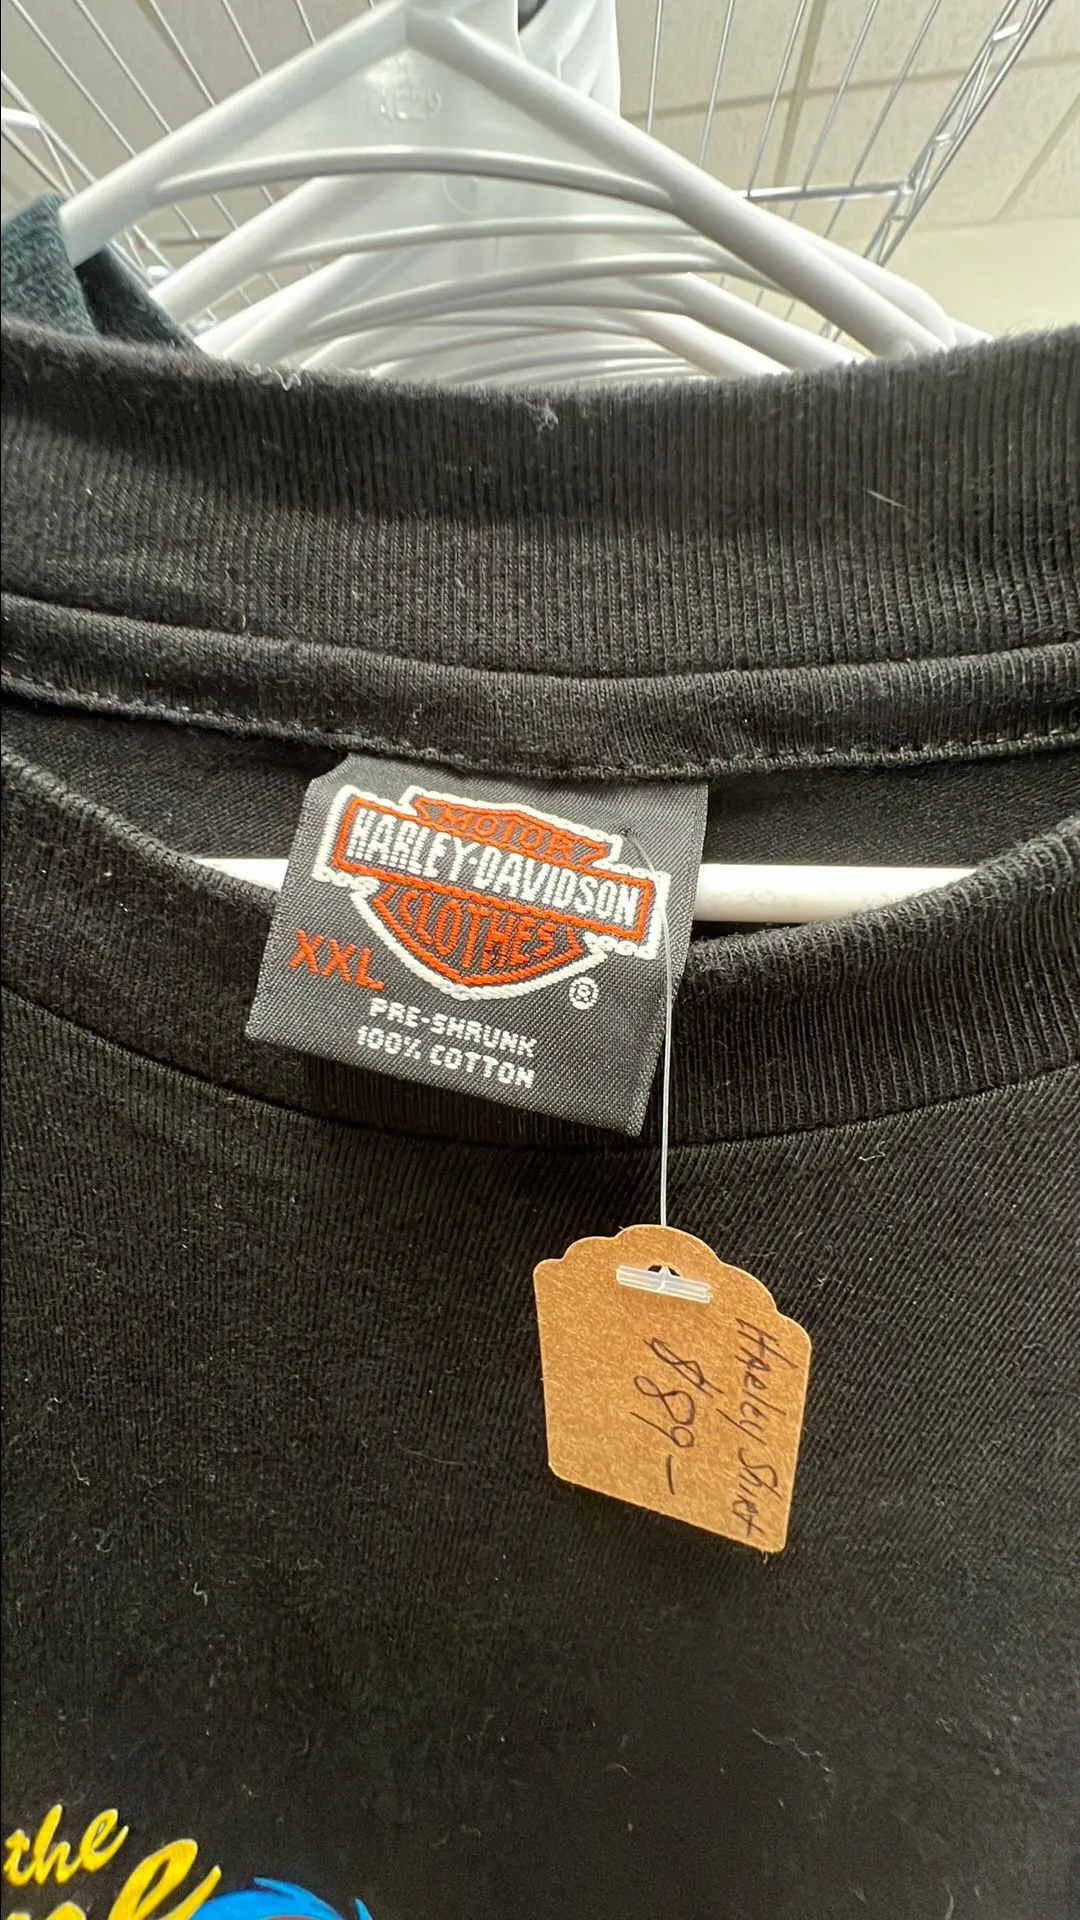 MOTOR
HARLEY-DAVIDSON
CLOTHES
XXL
®
PRE-SHRUNK
100% COTTON
Harley Shirt
$89-
the